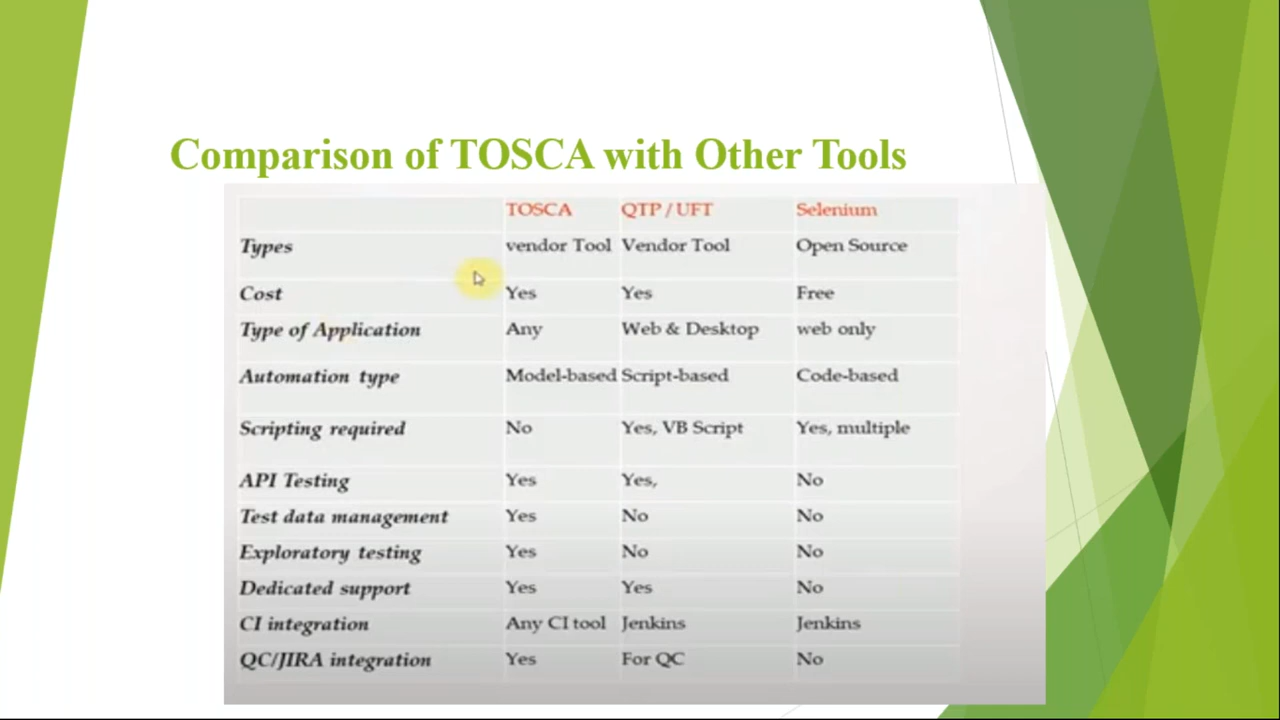 Comparison of TOSCA with Other Tools
TOSCA QTP / UFT Selenium
Types vendor Tool Vendor Tool Open Source
Cost Yes Yes Free
Type of Application Any Web & Desktop web only
Automation type Model-based Script-based Code-based
Scripting required No Yes, VB Script Yes, multiple
API Testing Yes Yes, No
Test data management Yes No No
Exploratory testing Yes No No
Dedicated support Yes Yes No
CI integration Any CI tool Jenkins Jenkins
QC/JIRA integration Yes For QC No